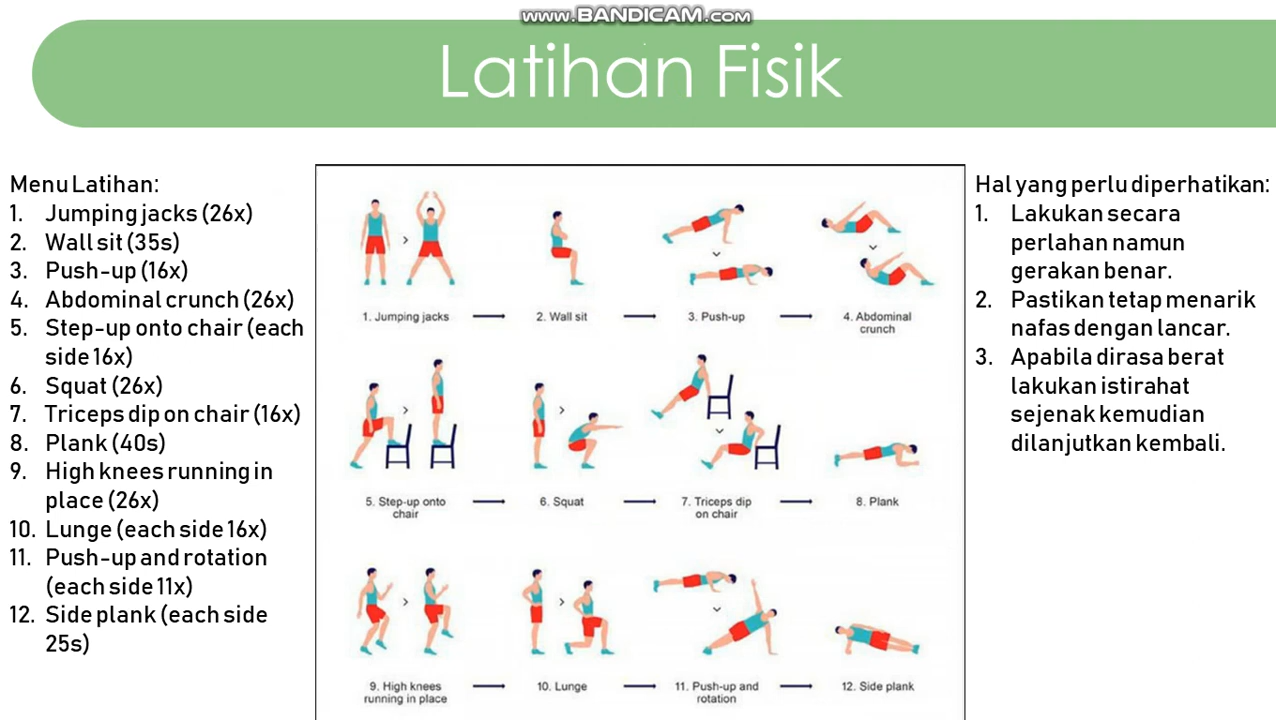 www.BANDICAM.com
Latihan Fisik
Menu Latihan:
1. Jumping jacks (26x)
2. Wall sit (35s)
3. Push-up (16x)
4. Abdominal crunch (26x)
5. Step-up onto chair (each
side 16x)
6. Squat (26x)
7. Triceps dip on chair (16x)
8. Plank (40s)
9. High knees running in
place (26x)
10. Lunge (each side 16x)
11. Push-up and rotation
(each side 11x)
12. Side plank (each side
25s)
1. Jumping jacks
2. Wall sit
3. Push-up
4. Abdominal
crunch
5. Step-up onto
chair
6. Squat
7. Triceps dip
on chair
8. Plank
9. High knees
running in place
10. Lunge
11. Push-up and
rotation
12. Side plank
Hal yang perlu diperhatikan:
1. Lakukan secara
perlahan namun
gerakan benar.
2. Pastikan tetap menarik
nafas dengan lancar.
3. Apabila dirasa berat
lakukan istirahat
sejenak kemudian
dilanjutkan kembali.